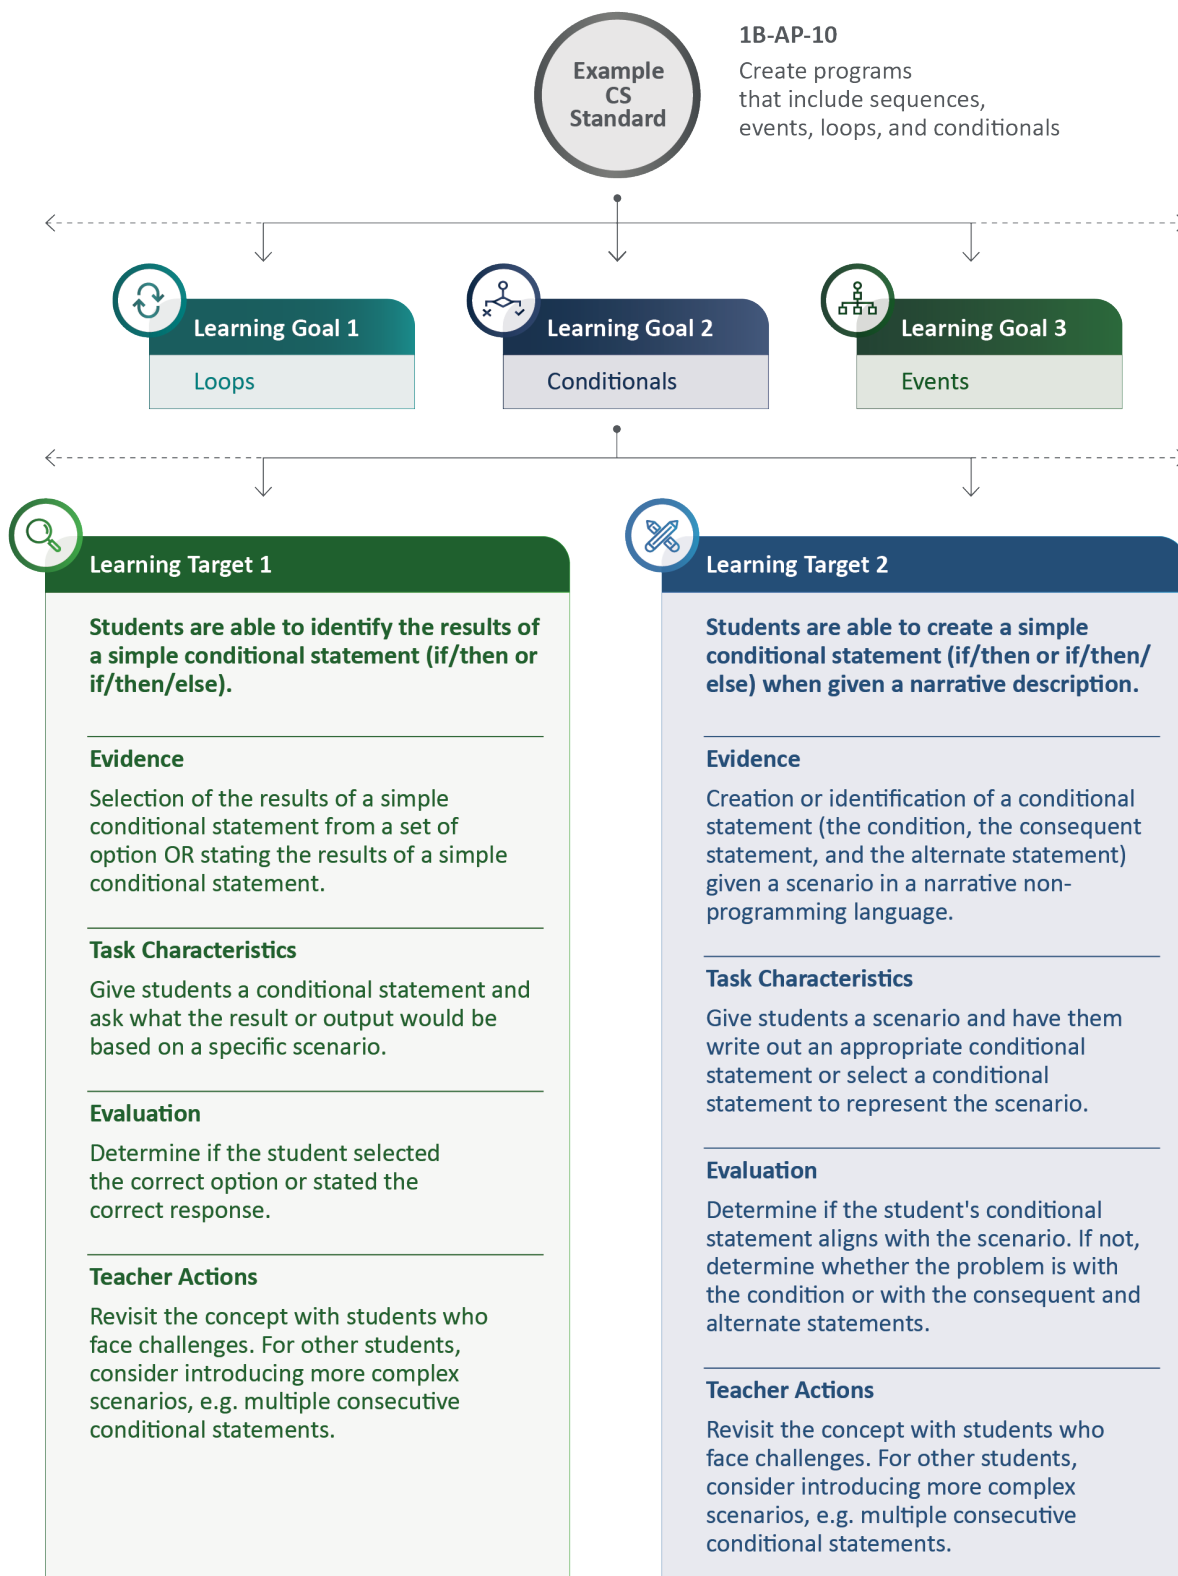 Example
CS
Standard
1B-AP-10
Create programs
that include sequences,
events, loops, and conditionals
Learning Goal 1
Loops
Learning Goal 2
Conditionals
Learning Goal 3
Events
Learning Target 1
Students are able to identify the results of
a simple conditional statement (if/then or
if/then/else).
Evidence
Selection of the results of a simple
conditional statement from a set of
option OR stating the results of a simple
conditional statement.
Task Characteristics
Give students a conditional statement and
ask what the result or output would be
based on a specific scenario.
Evaluation
Determine if the student selected
the correct option or stated the
correct response.
Teacher Actions
Revisit the concept with students who
face challenges. For other students,
consider introducing more complex
scenarios, e.g. multiple consecutive
conditional statements.
Learning Target 2
Students are able to create a simple
conditional statement (if/then or if/then/
else) when given a narrative description.
Evidence
Creation or identification of a conditional
statement (the condition, the consequent
statement, and the alternate statement)
given a scenario in a narrative non-
programming language.
Task Characteristics
Give students a scenario and have them
write out an appropriate conditional
statement or select a conditional
statement to represent the scenario.
Evaluation
Determine if the student's conditional
statement aligns with the scenario. If not,
determine whether the problem is with
the condition or with the consequent and
alternate statements.
Teacher Actions
Revisit the concept with students who
face challenges. For other students,
consider introducing more complex
scenarios, e.g. multiple consecutive
conditional statements.